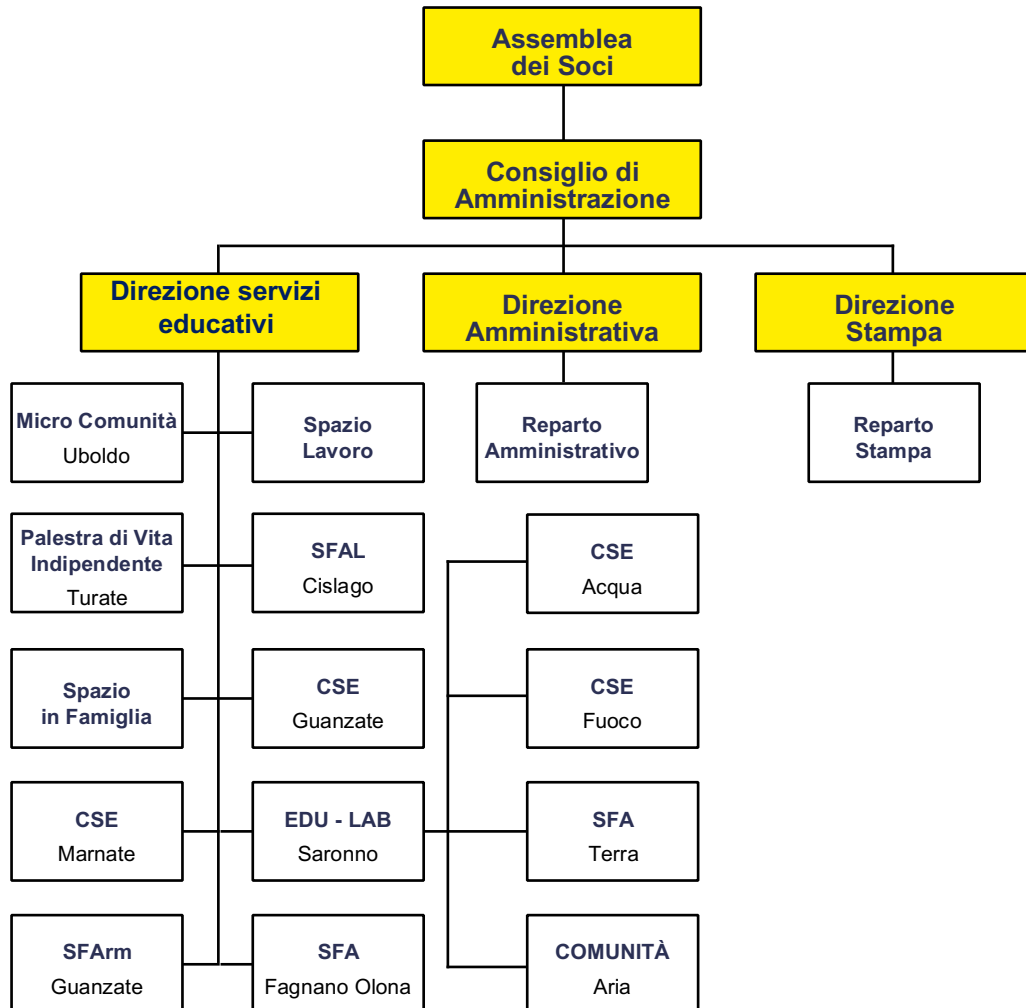 Assemblea
dei Soci
Consiglio di
Amministrazione
Direzione servizi
educativi
Direzione
Amministrativa
Direzione
Stampa
Micro Comunità
Uboldo
Spazio
Lavoro
Reparto
Amministrativo
Reparto
Stampa
Palestra di Vita
Indipendente
Turate
SFAL
Cislago
CSE
Acqua
Spazio
in Famiglia
CSE
Guanzate
CSE
Fuoco
CSE
Marnate
EDU - LAB
Saronno
SFA
Terra
SFArm
Guanzate
SFA
Fagnano Olona
COMUNITÀ
Aria